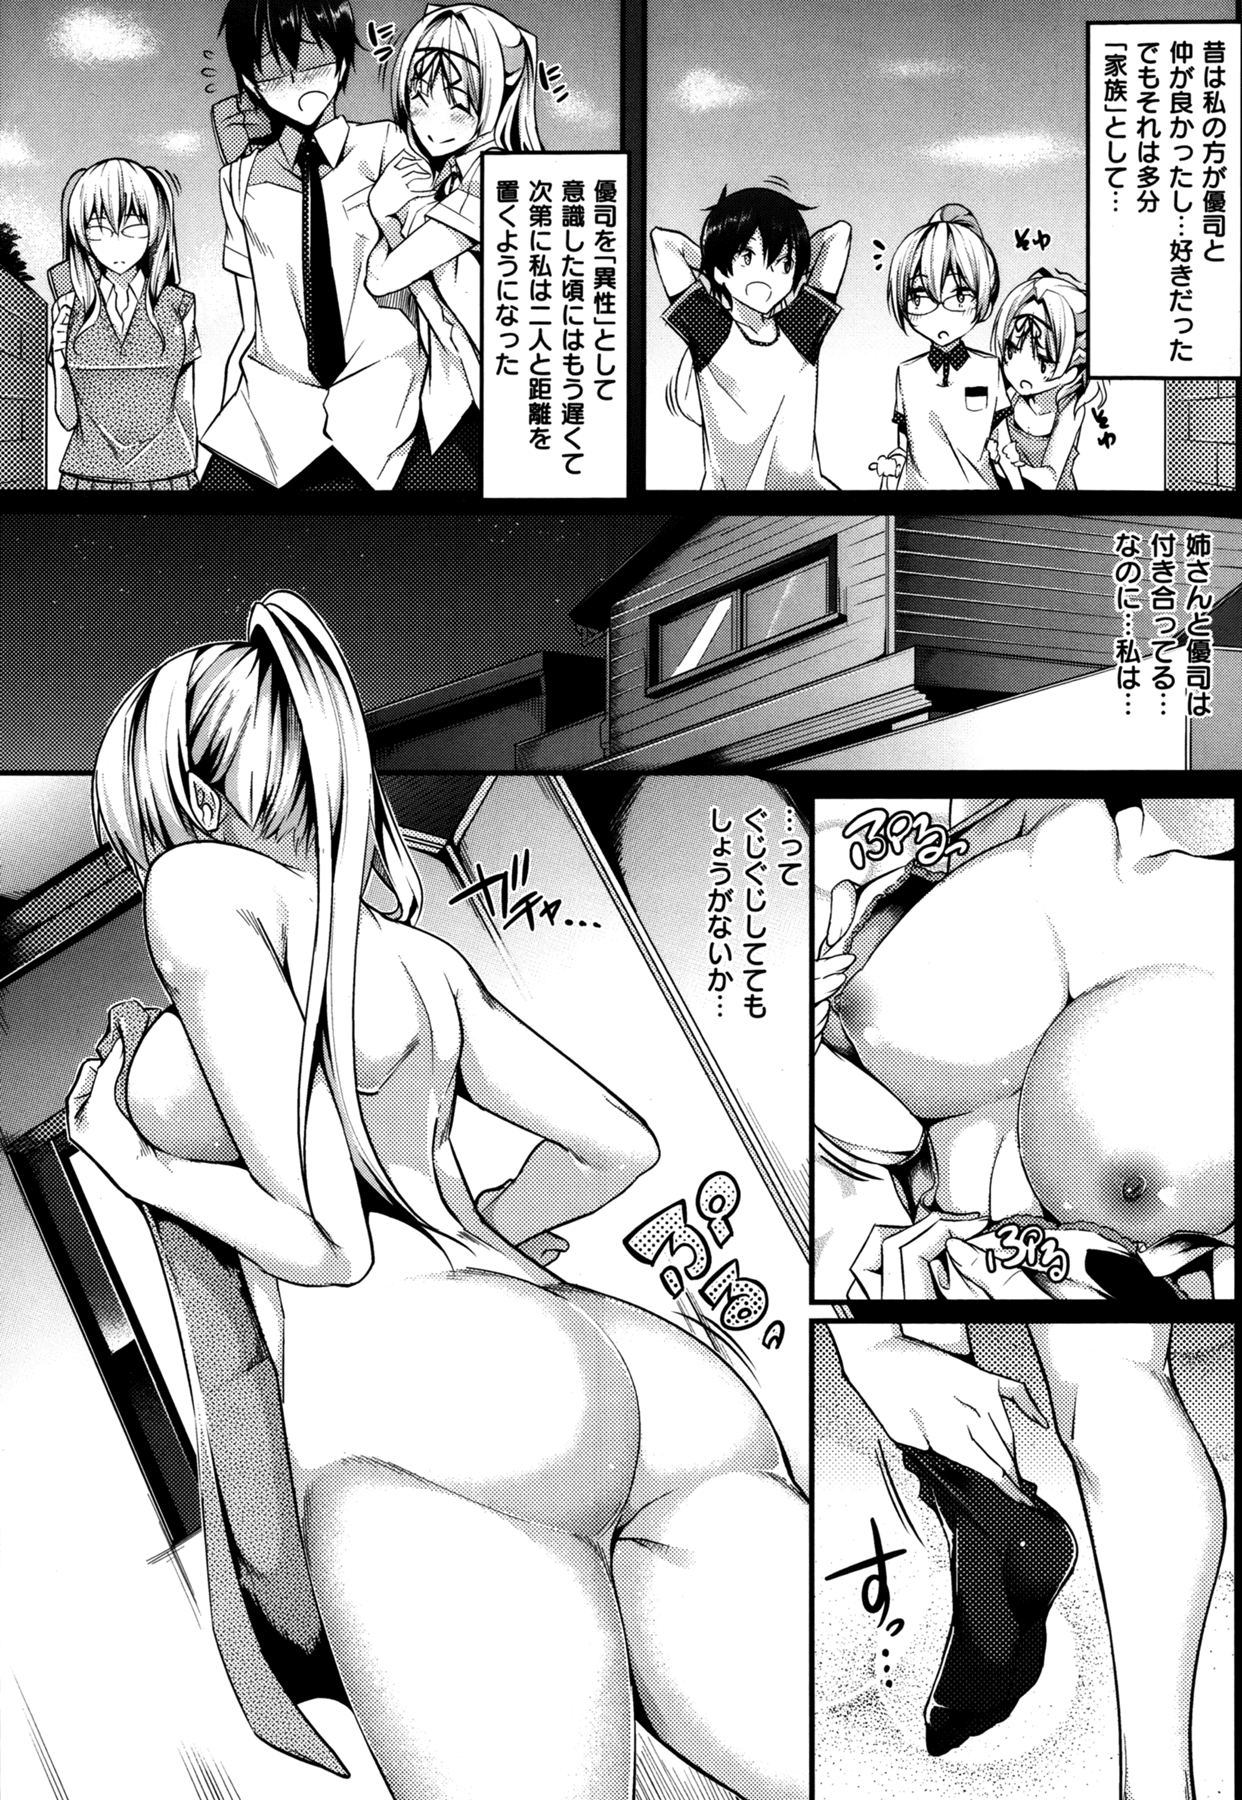 昔は私の方が優司と
仲が良かったし…好きだった
でもそれは多分
「家族」として…
そわ
そわ
優司を「異性」として
意識した頃にはもう遅くて
次第に私は二人と距離を
置くようになった
姉さんと優司は
付き合ってる…
なのに…私は…
ぷるっ
ぷる
すっ…
…って
ぐじぐじしてても
しょうがないか…
ガチャ…
ぷる
ぷる